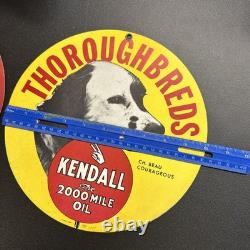 THOROUGHBREDS
KENDALL
The
2000 MILE
OIL
CH. BEAU
COURAGEOUS